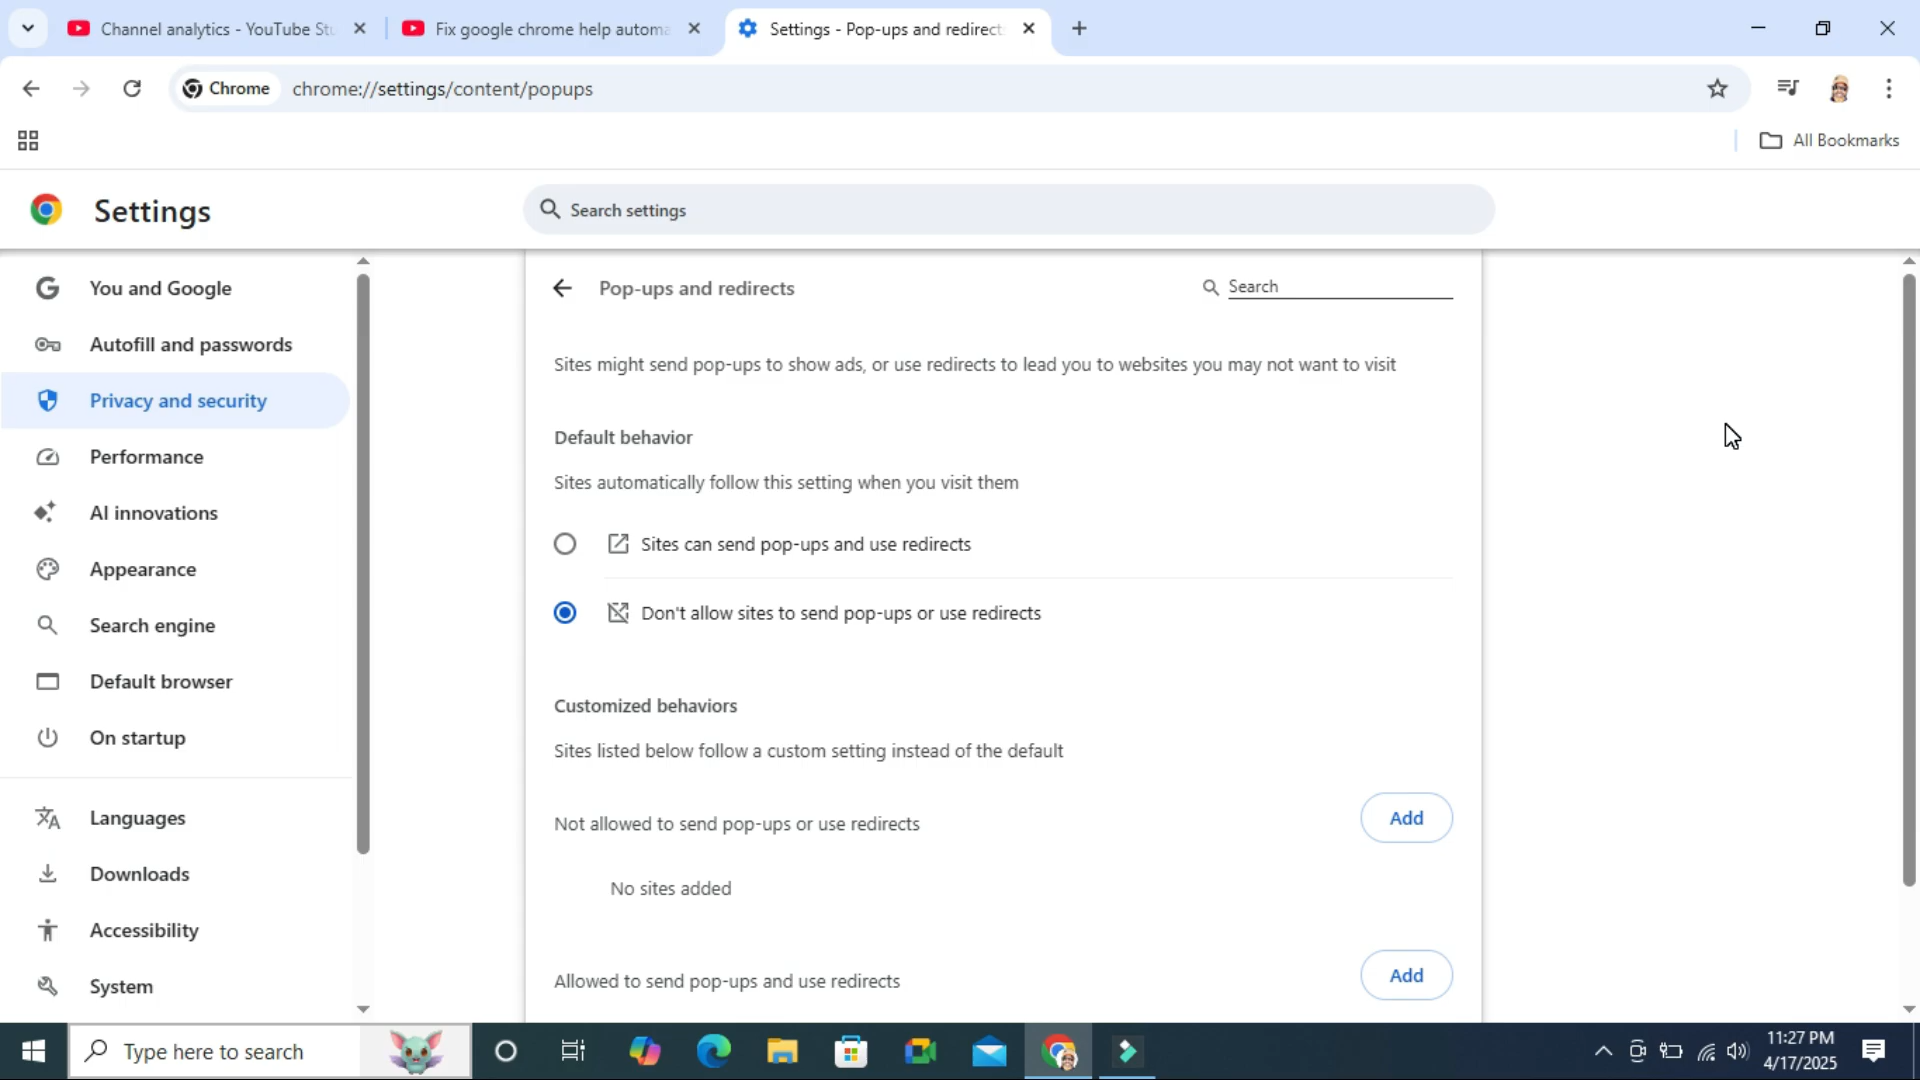 Channel analytics - YouTube Stu
Fix google chrome help automa
Settings - Pop-ups and redirect
Chrome
chrome://settings/content/popups
All Bookmarks
Settings
Search settings
You and Google
Autofill and passwords
Privacy and security
Performance
AI innovations
Appearance
Search engine
Default browser
On startup
Languages
Downloads
Accessibility
System
Pop-ups and redirects
Search
Sites might send pop-ups to show ads, or use redirects to lead you to websites you may not want to visit
Default behavior
Sites automatically follow this setting when you visit them
Sites can send pop-ups and use redirects
Don't allow sites to send pop-ups or use redirects
Customized behaviors
Sites listed below follow a custom setting instead of the default
Not allowed to send pop-ups or use redirects
Add
No sites added
Allowed to send pop-ups and use redirects
Add
Type here to search
11:27 PM
4/17/2025